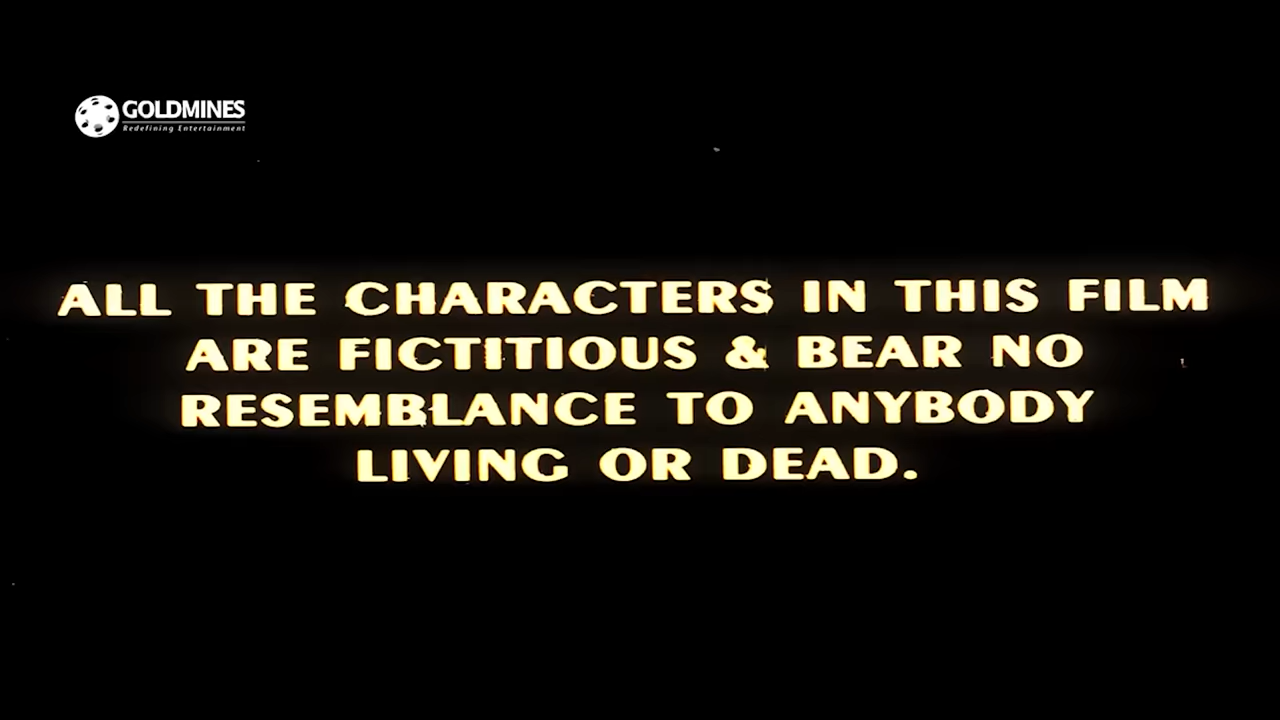 GOLDMINES
Redefining Entertainment
ALL THE CHARACTERS IN THIS FILM
ARE FICTITIOUS & BEAR NO
RESEMBLANCE TO ANYBODY
LIVING OR DEAD.